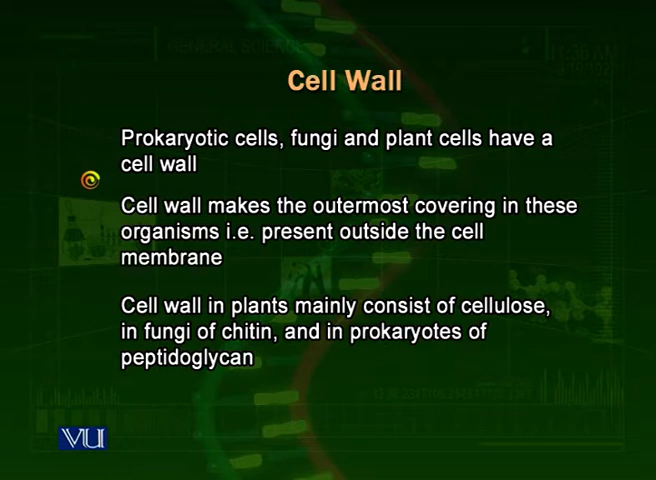 GENERAL SCIENCE
Cell Wall
Prokaryotic cells, fungi and plant cells have a
cell wall
Cell wall makes the outermost covering in these
organisms i.e. present outside the cell
membrane
Cell wall in plants mainly consist of cellulose,
in fungi of chitin, and in prokaryotes of
peptidoglycan
VU